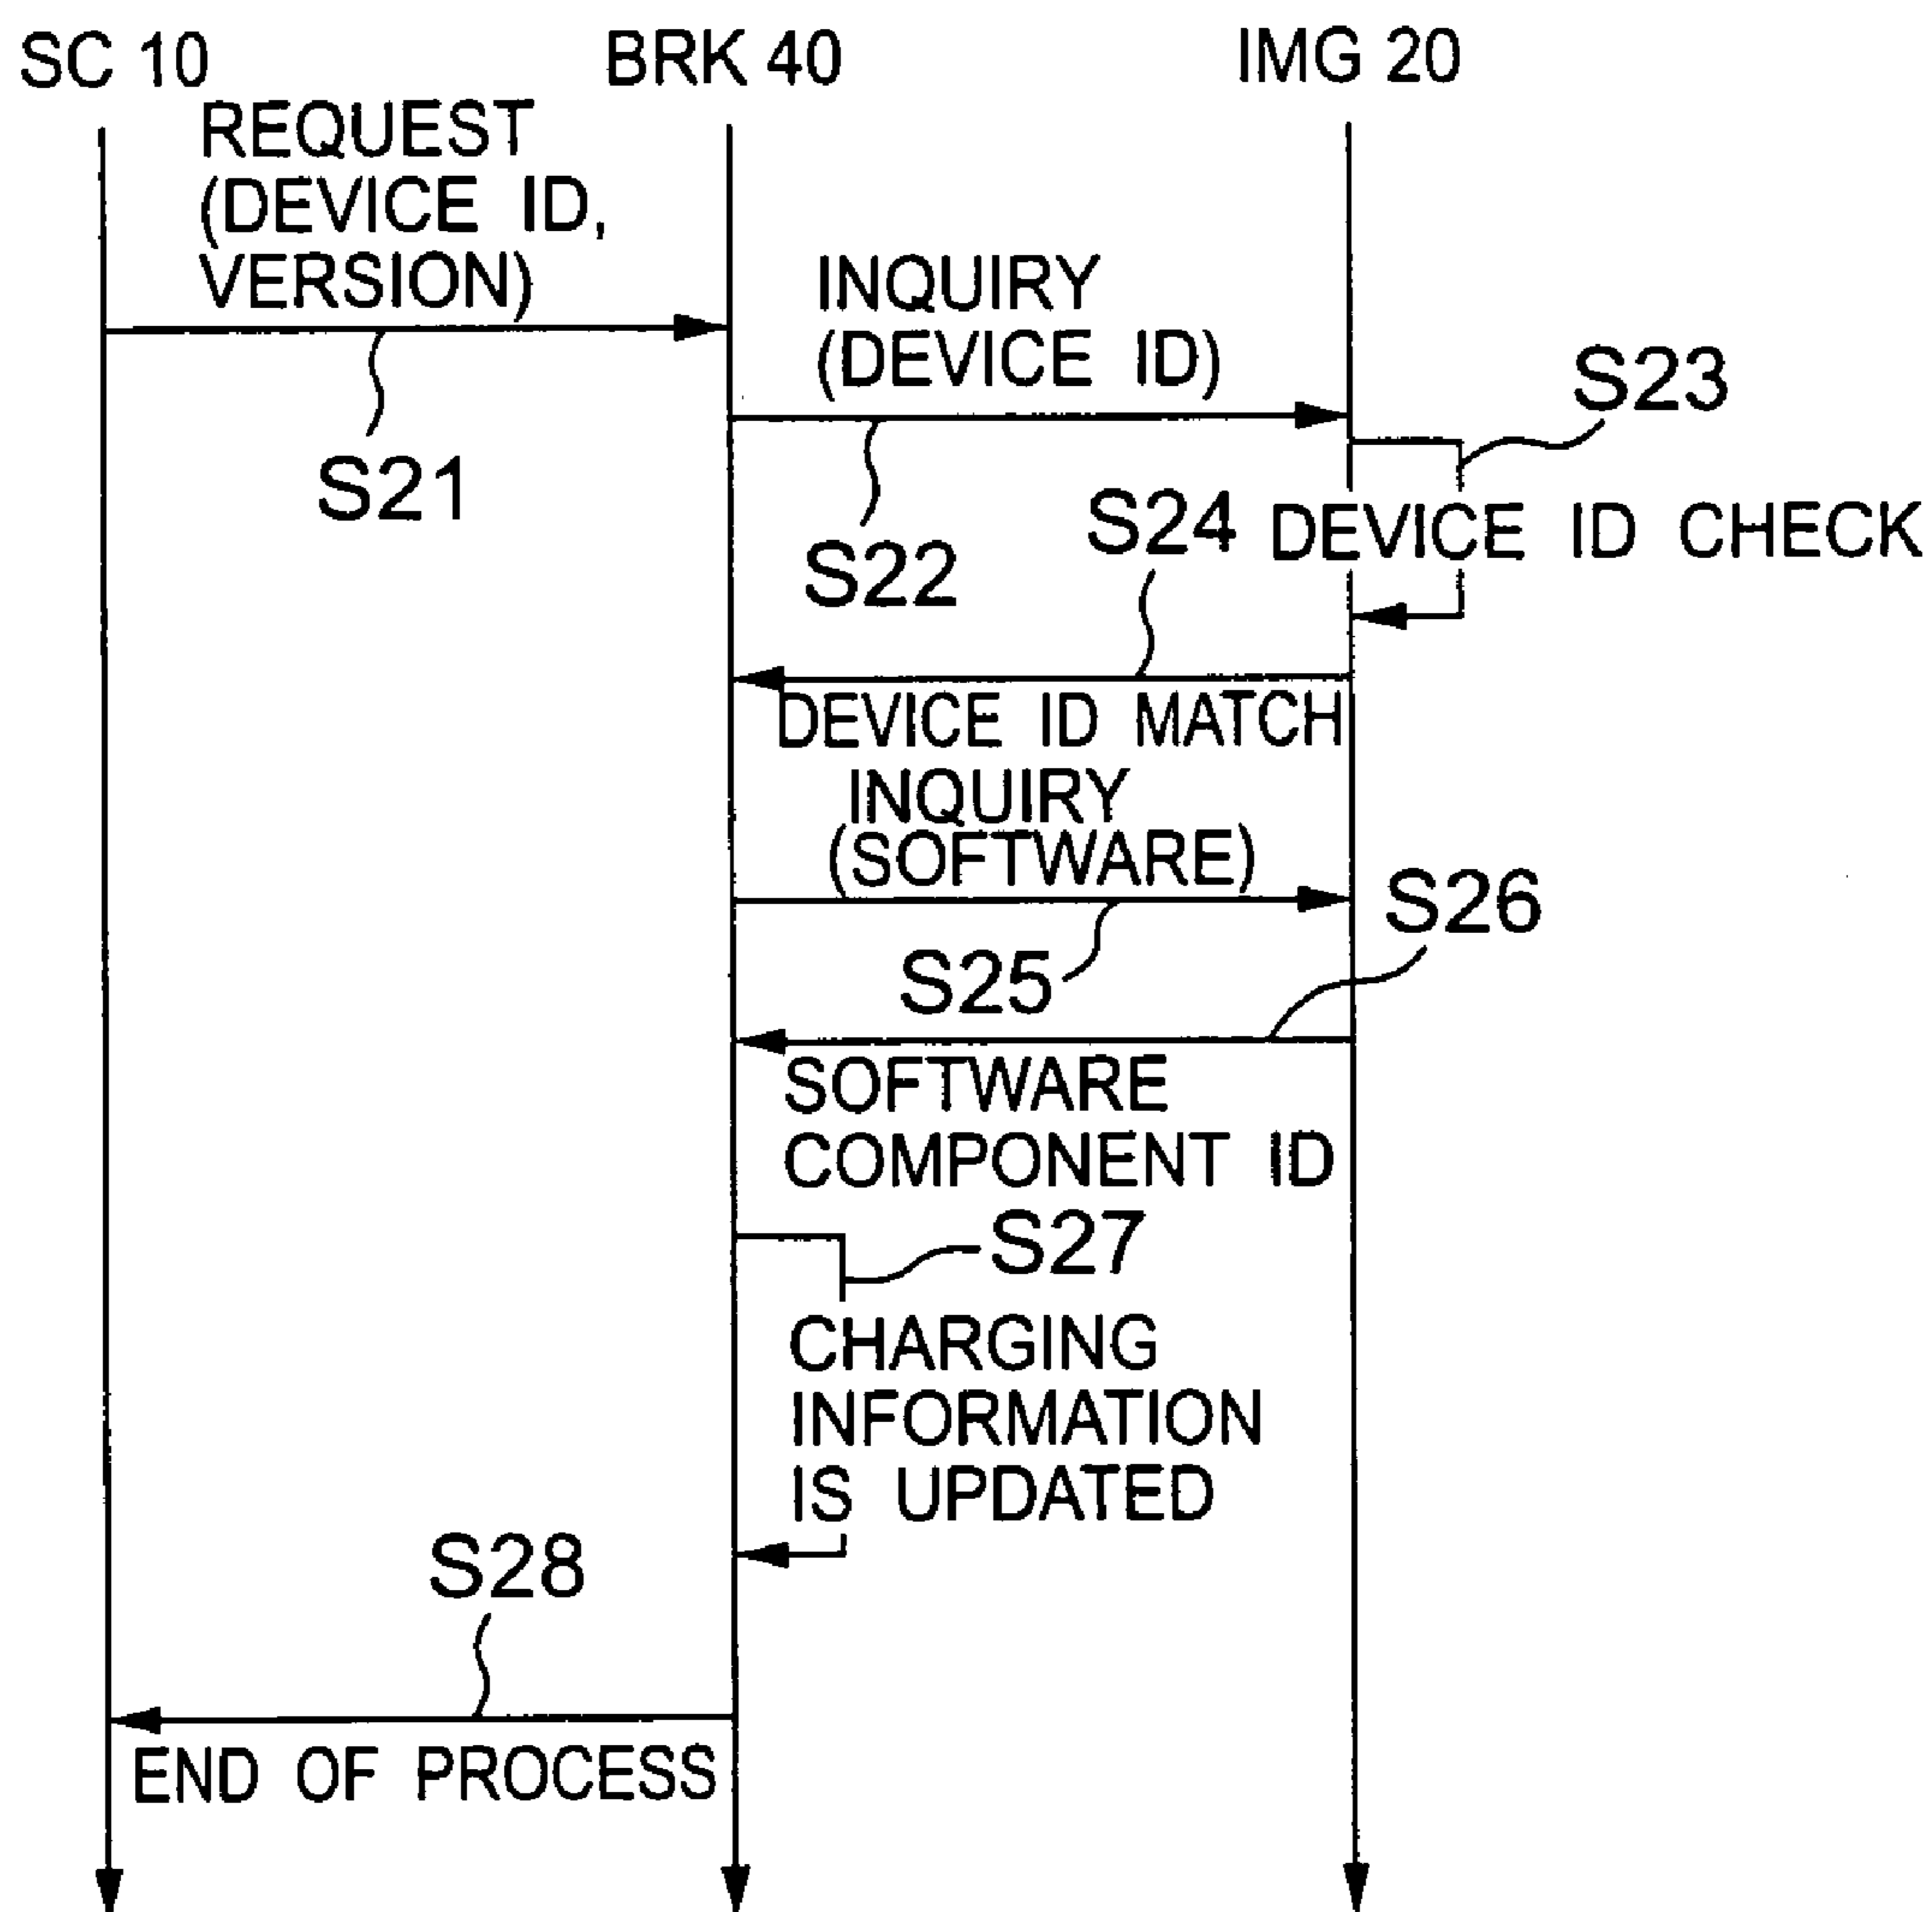 SC 10
BRK 40
IMG 20
REQUEST
(DEVICE ID,
VERSION)
S21
INQUIRY
(DEVICE ID)
S22
S23
DEVICE ID CHECK
S24
DEVICE ID MATCH
INQUIRY
(SOFTWARE)
S25
S26
SOFTWARE
COMPONENT ID
S27
CHARGING
INFORMATION
IS UPDATED
S28
END OF PROCESS